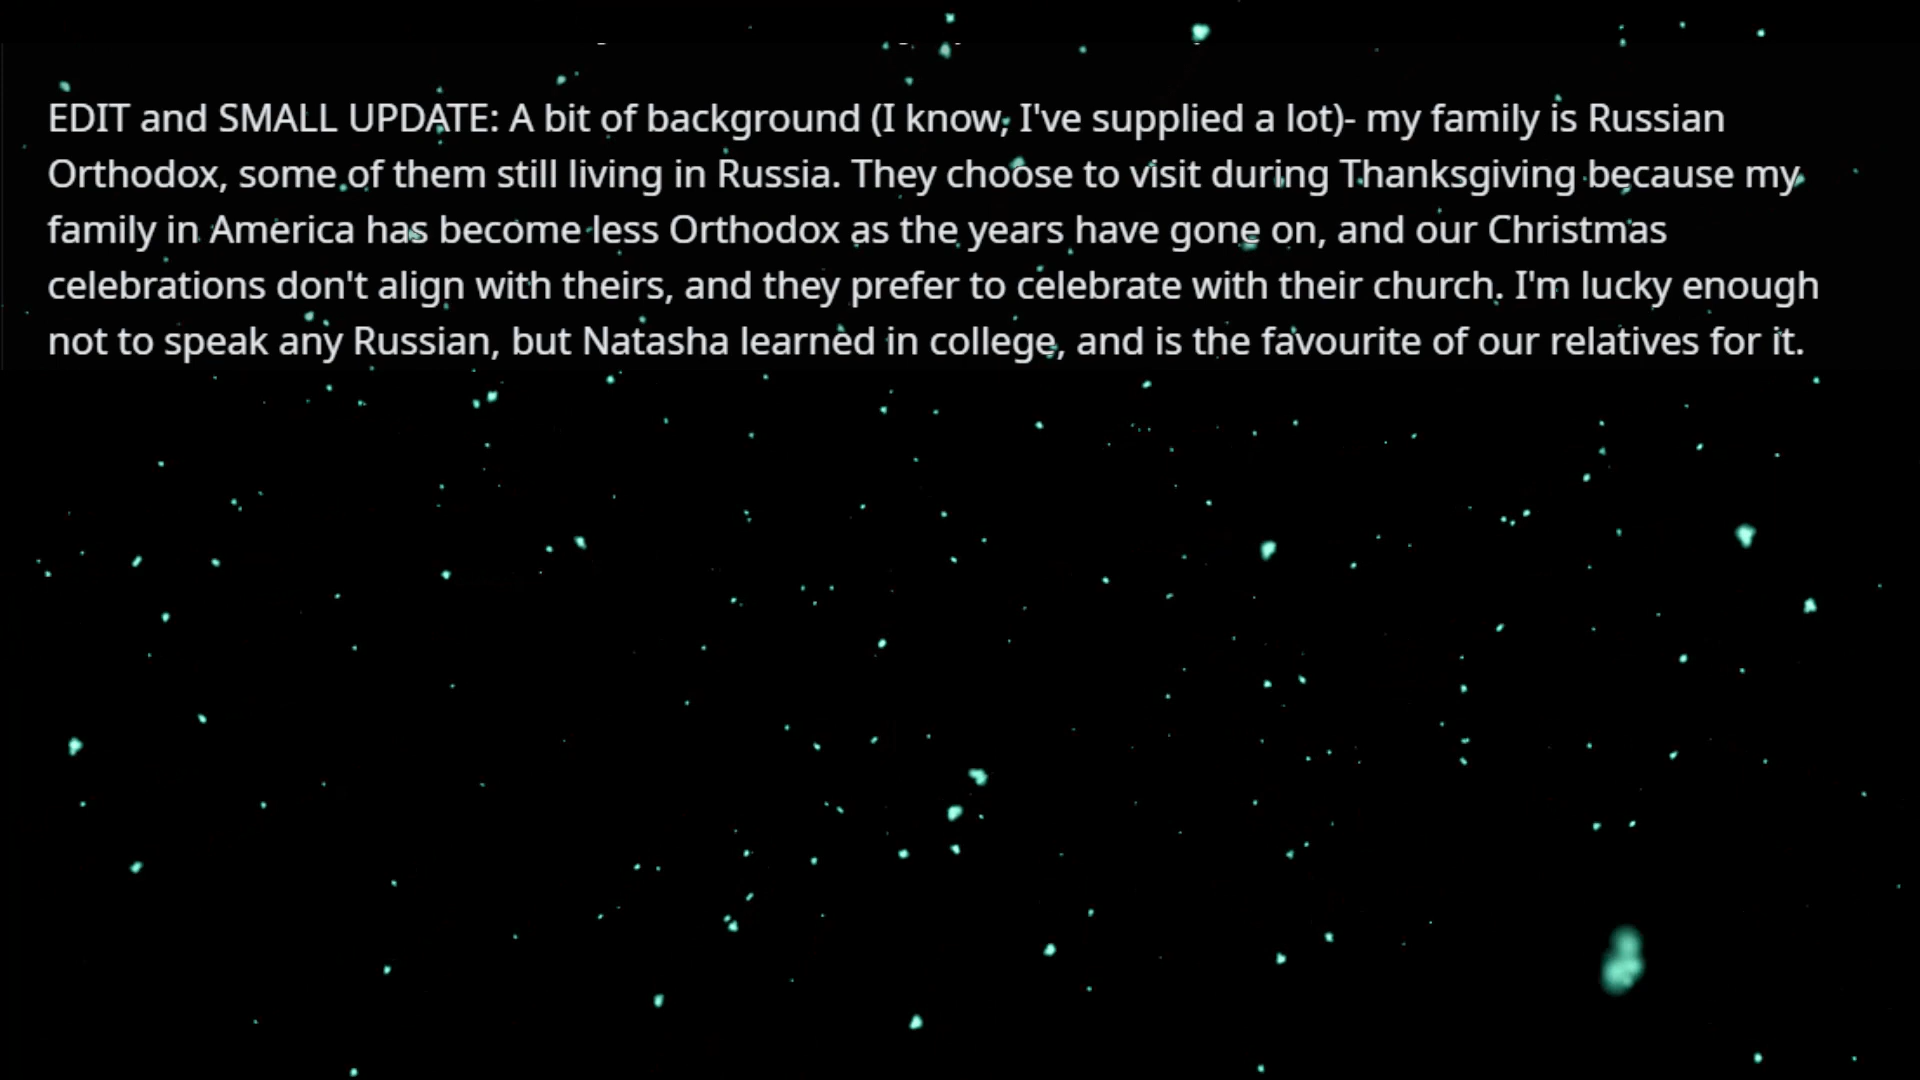 EDIT and SMALL UPDATE: A bit of background (I know, I've supplied a lot)- my family is Russian
Orthodox, some of them still living in Russia. They choose to visit during Thanksgiving because my
family in America has become less Orthodox as the years have gone on, and our Christmas
celebrations don't align with theirs, and they prefer to celebrate with their church. I'm lucky enough
not to speak any Russian, but Natasha learned in college, and is the favourite of our relatives for it.